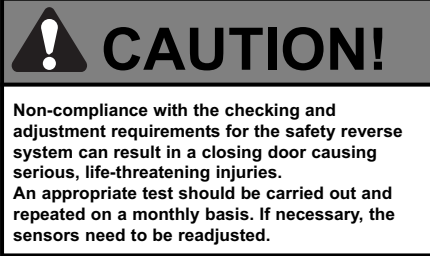 CAUTION!
Non-compliance with the checking and
adjustment requirements for the safety reverse
system can result in a closing door causing
serious, life-threatening injuries.
An appropriate test should be carried out and
repeated on a monthly basis. If necessary, the
sensors need to be readjusted.